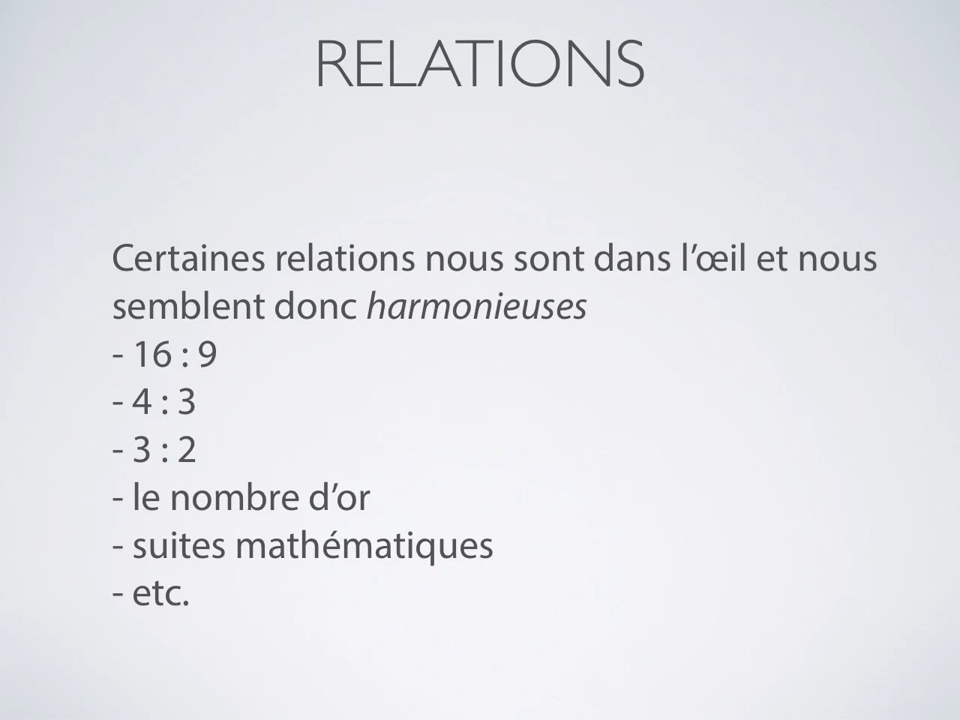 RELATIONS
Certaines relations nous sont dans l’œil et nous
semblent donc harmonieuses
- 16 : 9
- 4 : 3
- 3 : 2
- le nombre d’or
- suites mathématiques
- etc.